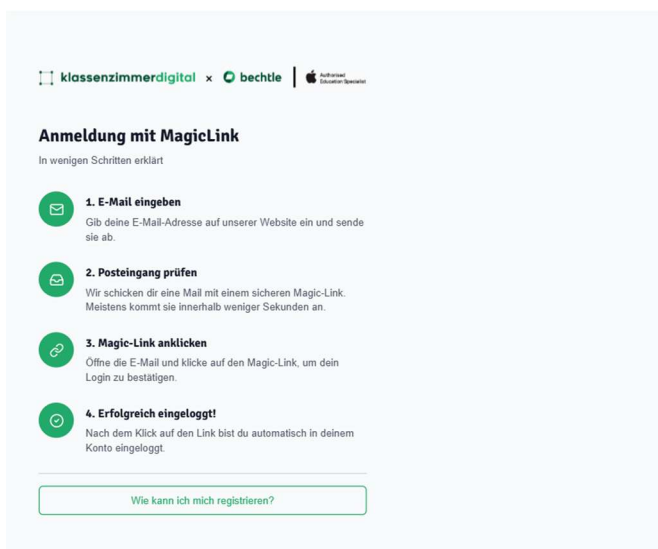 klassenzimmerdigital x bechtle Authorised
Education Specialist
Anmeldung mit MagicLink
In wenigen Schritten erklärt
1. E-Mail eingeben
Gib deine E-Mail-Adresse auf unserer Website ein und sende
sie ab.
2. Posteingang prüfen
Wir schicken dir eine Mail mit einem sicheren Magic-Link.
Meistens kommt sie innerhalb weniger Sekunden an.
3. Magic-Link anklicken
Öffne die E-Mail und klicke auf den Magic-Link, um dein
Login zu bestätigen.
4. Erfolgreich eingeloggt!
Nach dem Klick auf den Link bist du automatisch in deinem
Konto eingeloggt.
Wie kann ich mich registrieren?